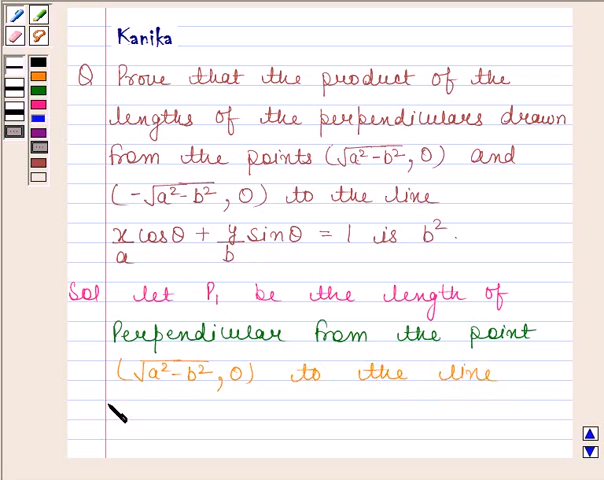 Kanika
Q Prove that the product of the
lengths of the perpendiculars drawn
from the points (√a²-b², 0) and
(-√a²-b², 0) to the line
x/a cosθ + y/b sinθ = 1 is b².
Sol let P₁ be the length of
Perpendicular from the point
(√a²-b², 0) to the line